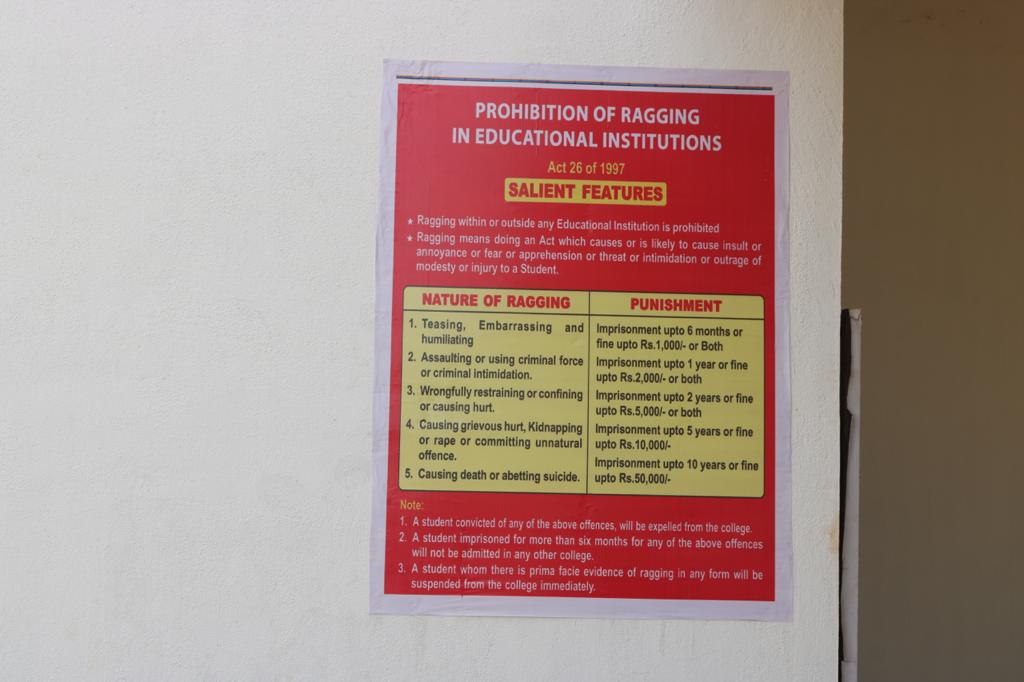 PROHIBITION OF RAGGING
IN EDUCATIONAL INSTITUTIONS
Act 26 of 1997
SALIENT FEATURES
★ Ragging within or outside any Educational Institution is prohibited
★ Ragging means doing an Act which causes or is likely to cause insult or
annoyance or fear or apprehension or threat or intimidation or outrage of
modesty or injury to a Student.
NATURE OF RAGGING
1. Teasing, Embarrassing and
humiliating
2. Assaulting or using criminal force
or criminal intimidation.
3. Wrongfully restraining or confining
or causing hurt.
4. Causing grievous hurt, Kidnapping
or rape or committing unnatural
offence.
5. Causing death or abetting suicide.
PUNISHMENT
Imprisonment upto 6 months or
fine upto Rs.1,000/- or Both
Imprisonment upto 1 year or fine
upto Rs.2,000/- or both
Imprisonment upto 2 years or fine
upto Rs.5,000/- or both
Imprisonment upto 5 years or fine
upto Rs.10,000/-
Imprisonment upto 10 years or fine
upto Rs.50,000/-
Note:
1. A student convicted of any of the above offences, will be expelled from the college.
2. A student imprisoned for more than six months for any of the above offences
will not be admitted in any other college.
3. A student whom there is prima facie evidence of ragging in any form will be
suspended from the college immediately.